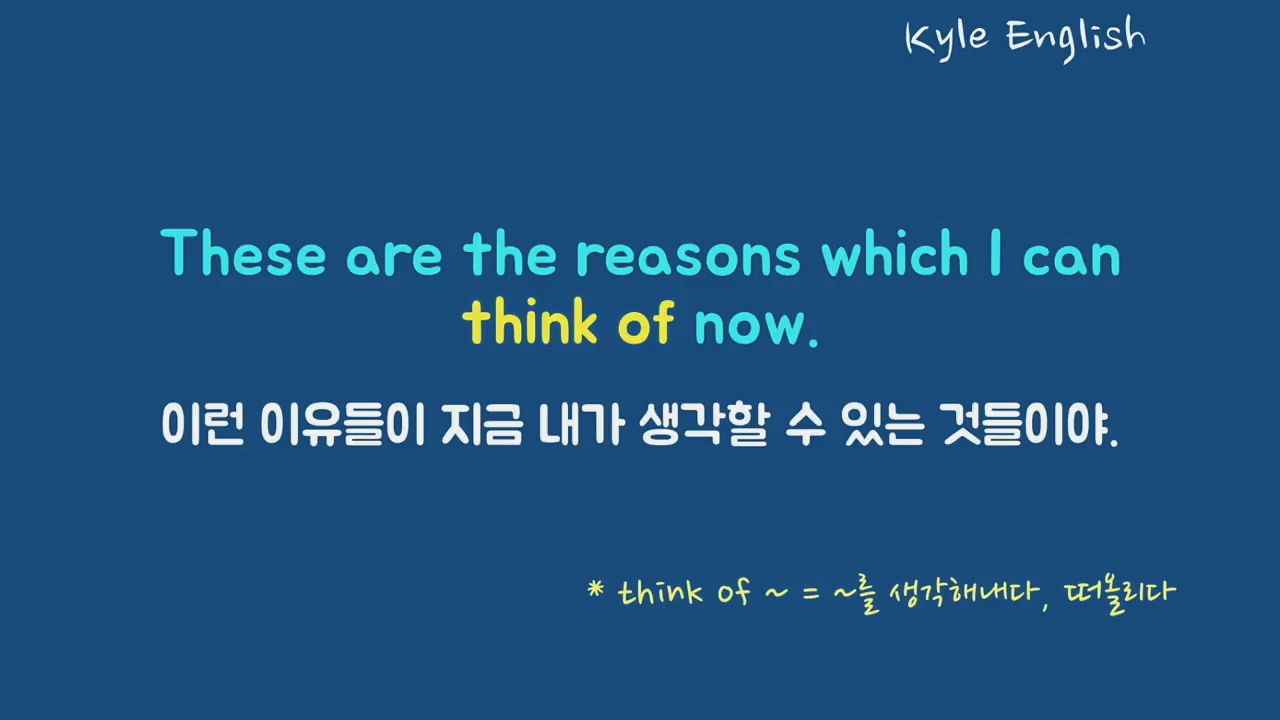 Kyle English
These are the reasons which I can
think of now.
이런 이유들이 지금 내가 생각할 수 있는 것들이야.
* think of ~ = ~를 생각해내다, 떠올리다